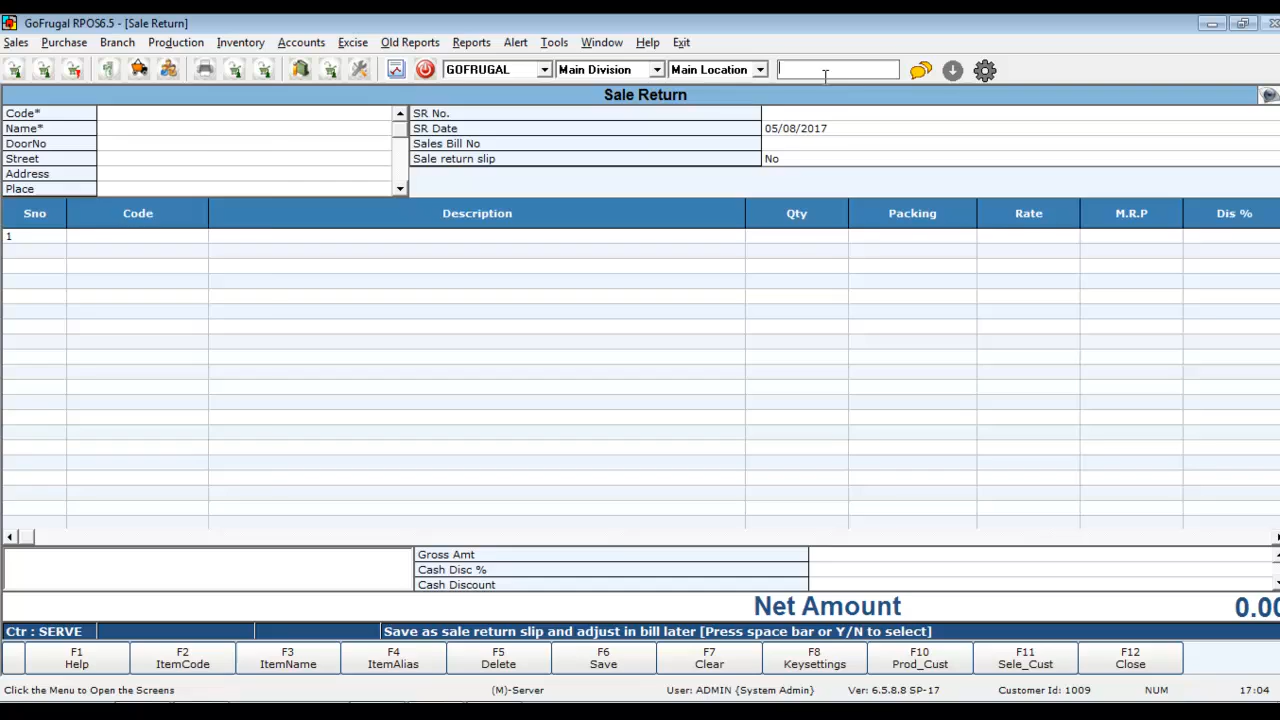 GoFrugal RPOS6.5 - [Sale Return]
Sales Purchase Branch Production Inventory Accounts Excise Old Reports Reports Alert Tools Window Help Exit
GOFRUGAL Main Division Main Location
Sale Return
Code*
Name*
DoorNo
Street
Address
Place
SR No.
SR Date 05/08/2017
Sales Bill No
Sale return slip No
Sno Code Description Qty Packing Rate M.R.P Dis %
1
Gross Amt
Cash Disc %
Cash Discount
Net Amount 0.00
Ctr : SERVE Save as sale return slip and adjust in bill later [Press space bar or Y/N to select]
F1 F2 F3 F4 F5 F6 F7 F8 F10 F11 F12
Help ItemCode ItemName ItemAlias Delete Save Clear Keysettings Prod_Cust Sele_Cust Close
Click the Menu to Open the Screens (M)-Server User: ADMIN {System Admin} Ver: 6.5.8.8 SP-17 Customer Id: 1009 NUM 17:04